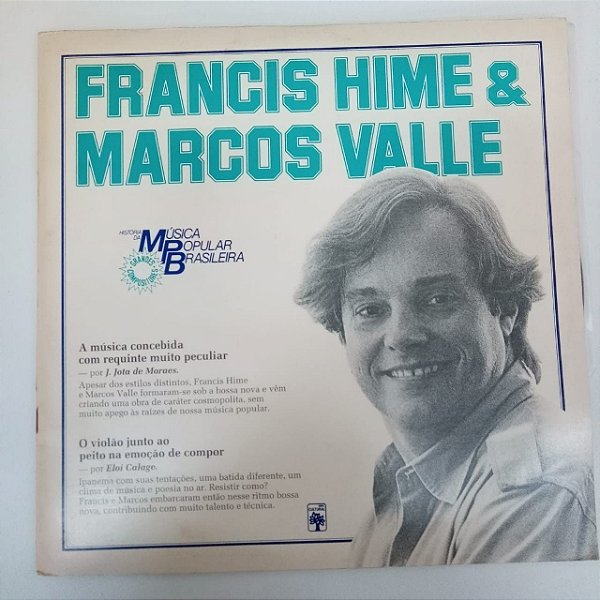 FRANCIS HIME &
MARCOS VALLE
HISTÓRIA DA
MÚSICA
POPULAR
BRASILEIRA
GRANDES
COMPOSITORES
A música concebida
com requinte muito peculiar
— por J. Jota de Moraes.
Apesar dos estilos distintos, Francis Hime
e Marcos Valle formaram-se sob a bossa nova e vêm
criando uma obra de caráter cosmopolita, sem
muito apego às raízes de nossa música popular.
O violão junto ao
peito na emoção de compor
— por Eloí Calage.
Ipanema com suas tentações, uma batida diferente, um
clima de música e poesia no ar. Resistir como?
Francis e Marcos embarcaram então nesse ritmo bossa
nova, contribuindo com muito talento e técnica.
CULTURAL